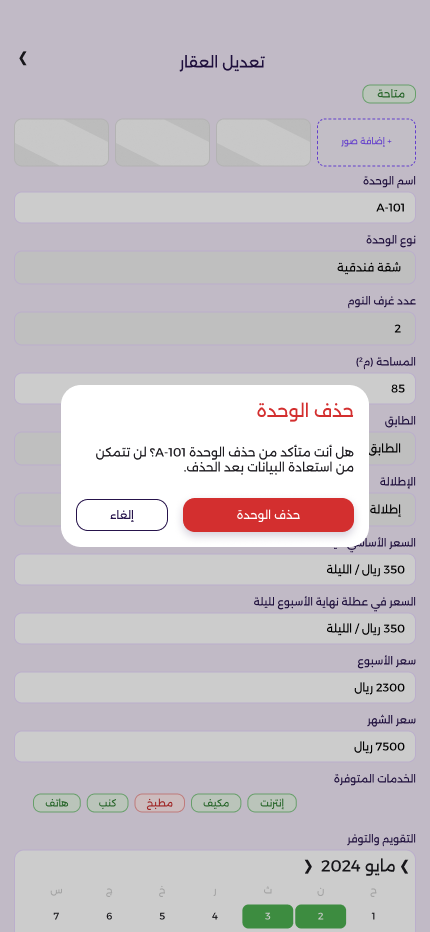 تعديل العقار
متاحة
+ إضافة صور
اسم الوحدة
A-101
نوع الوحدة
شقة فندقية
عدد غرف النوم
2
المساحة (م²)
85
الطابق
الطابق
الإطلالة
إطلالة
حذف الوحدة
هل أنت متأكد من حذف الوحدة A-101؟ لن تتمكن
من استعادة البيانات بعد الحذف.
حذف الوحدة
إلغاء
السعر الأساسي
350 ريال / الليلة
السعر في عطلة نهاية الأسبوع لليلة
350 ريال / الليلة
سعر الأسبوع
2300 ريال
سعر الشهر
7500 ريال
الخدمات المتوفرة
إنترنت مكيف مطبخ كنب هاتف
التقويم والتوفر
مايو 2024
ح ن ث ر خ ج س
1 2 3 4 5 6 7